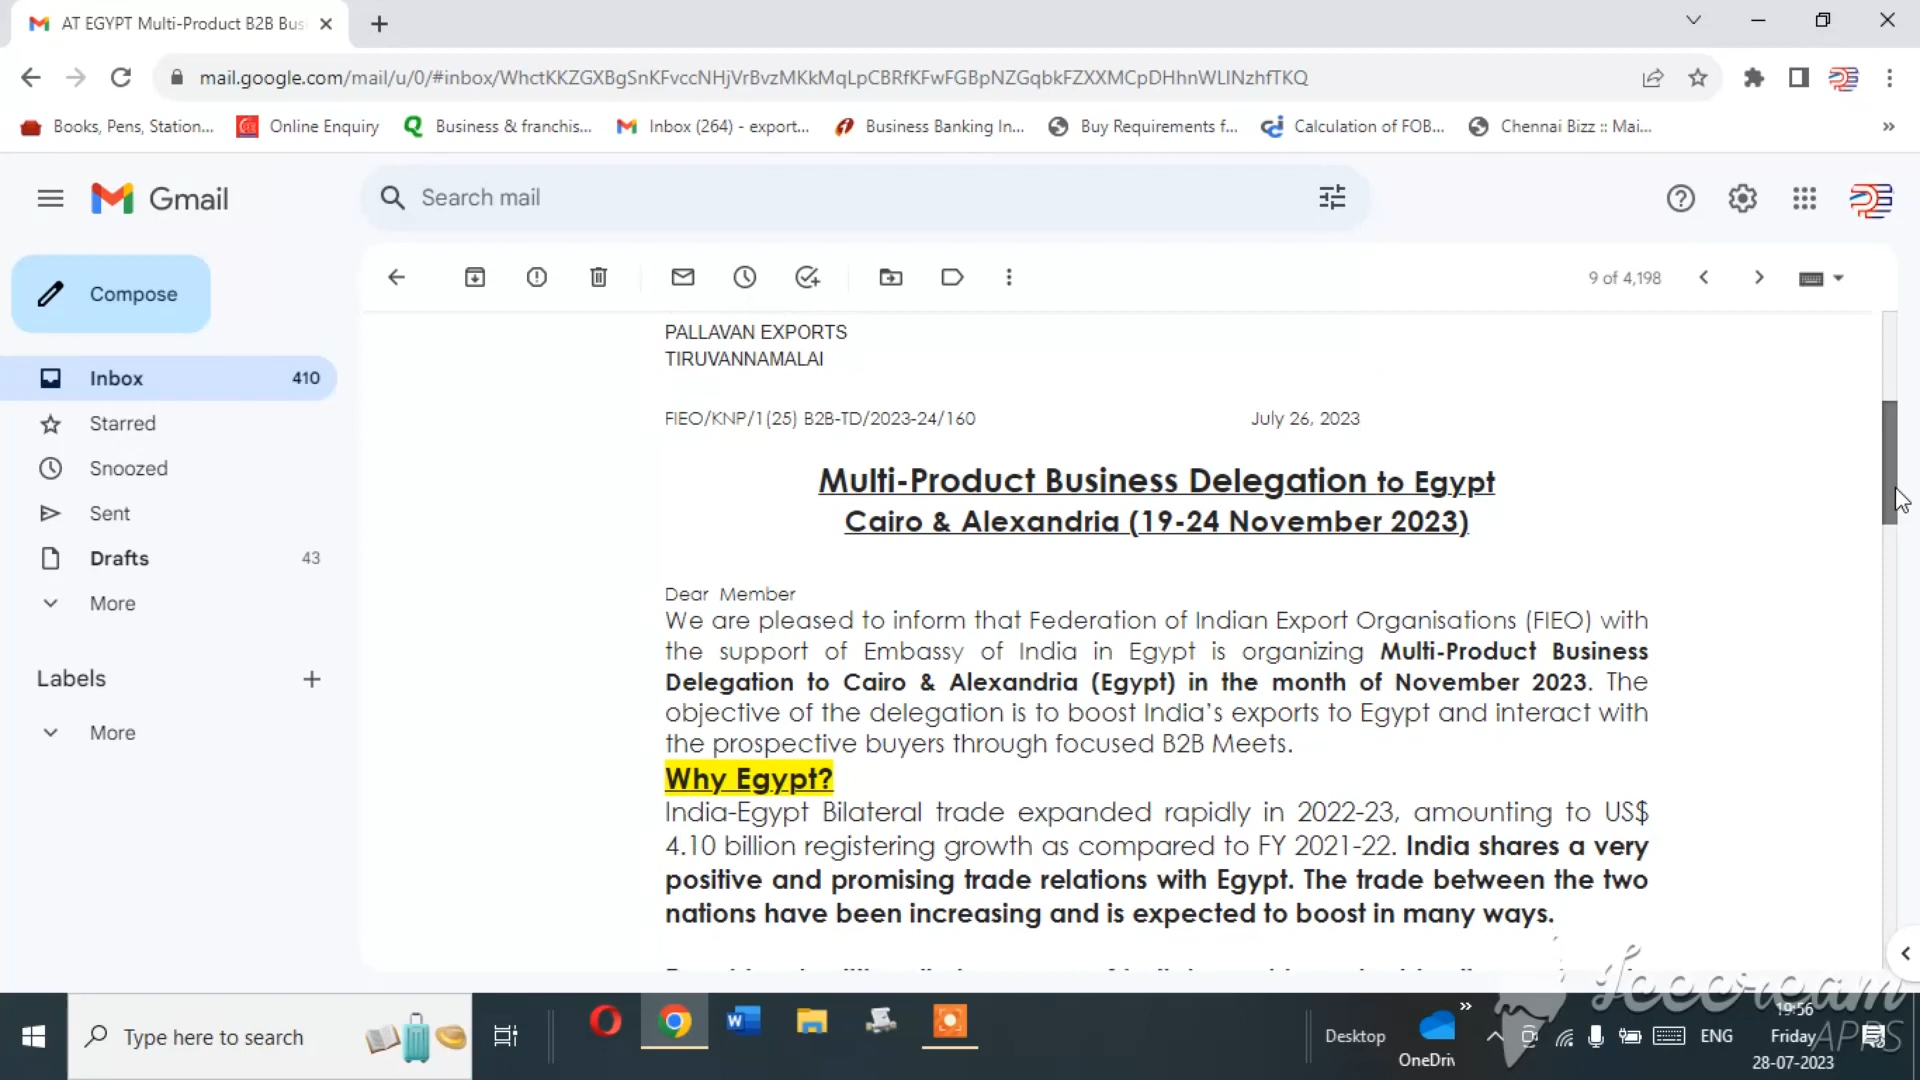 AT EGYPT Multi-Product B2B Bus
mail.google.com/mail/u/0/#inbox/WhctKKZGXBgSnKFvccNHjVrBvzMKkMqLpCBRfKFwFGBpNZGqbkFZXXMCpDHhnWLlNzhfTKQ
Books, Pens, Station...
Online Enquiry
Business & franchis...
Inbox (264) - export...
Business Banking In...
Buy Requirements f...
Calculation of FOB...
Chennai Bizz :: Mai...
»
Gmail
Search mail
Compose
9 of 4,198
Inbox 410
Starred
Snoozed
Sent
Drafts 43
More
Labels
More
PALLAVAN EXPORTS
TIRUVANNAMALAI
FIEO/KNP/1(25) B2B-TD/2023-24/160 July 26, 2023
Multi-Product Business Delegation to Egypt
Cairo & Alexandria (19-24 November 2023)
Dear Member
We are pleased to inform that Federation of Indian Export Organisations (FIEO) with
the support of Embassy of India in Egypt is organizing Multi-Product Business
Delegation to Cairo & Alexandria (Egypt) in the month of November 2023. The
objective of the delegation is to boost India's exports to Egypt and interact with
the prospective buyers through focused B2B Meets.
Why Egypt?
India-Egypt Bilateral trade expanded rapidly in 2022-23, amounting to US$
4.10 billion registering growth as compared to FY 2021-22. India shares a very
positive and promising trade relations with Egypt. The trade between the two
nations have been increasing and is expected to boost in many ways.
Icecream
APPS
Type here to search
Desktop
»
OneDriv
ENG
19:56
Friday
28-07-2023